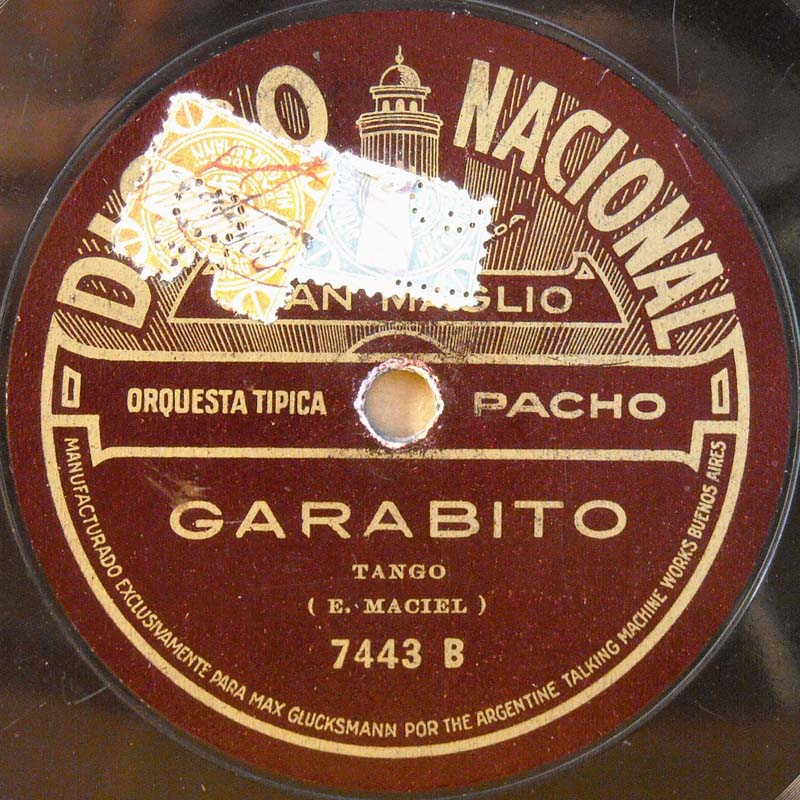 NACIONAL
MAGLIO
ORQUESTA TIPICA PACHO
GARABITO
TANGO
( E. MACIEL )
7443 B
MANUFACTURADO EXCLUSIVAMENTE PARA MAX GLUCKSMANN POR THE ARGENTINE TALKING MACHINE WORKS BUENOS AIRES